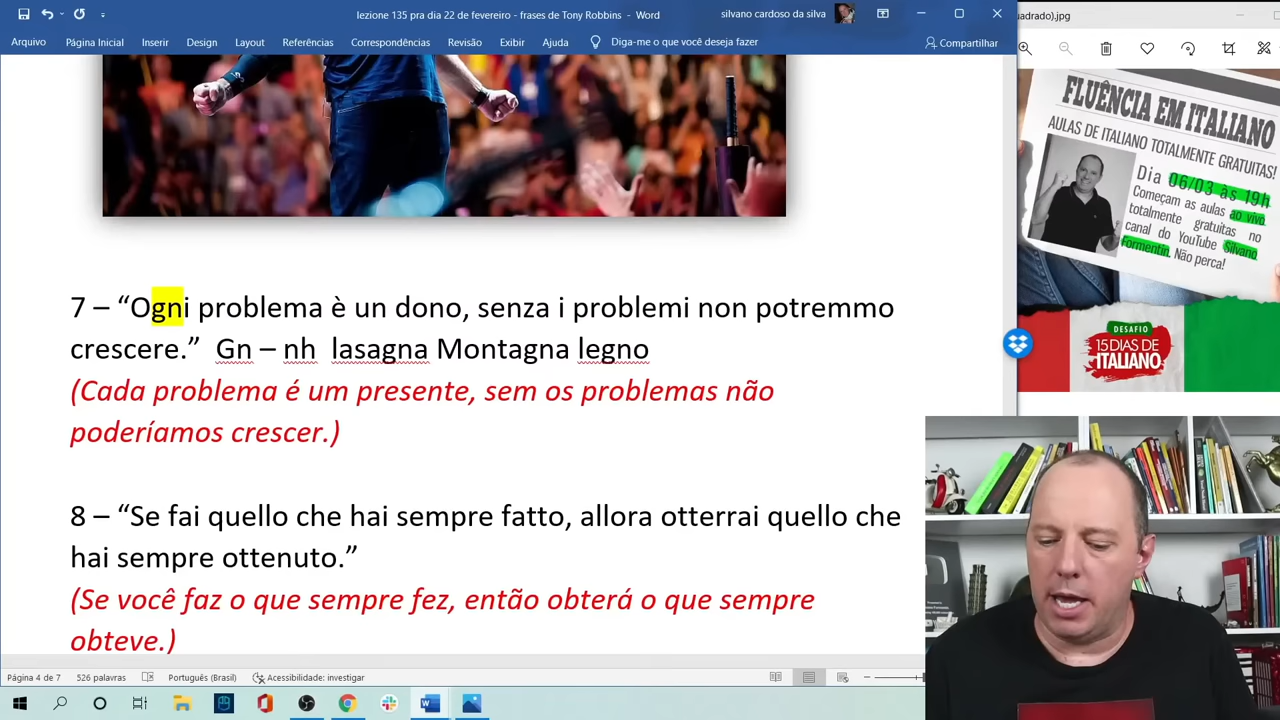 lezione 135 pra dia 22 de fevereiro - frases de Tony Robbins - Word
silvano cardoso da silva
uadrado).jpg
Arquivo Página Inicial Inserir Design Layout Referências Correspondências Revisão Exibir Ajuda Diga-me o que você deseja fazer Compartilhar
7 – “Ogni problema è un dono, senza i problemi non potremmo
crescere.” Gn – nh lasagna Montagna legno
(Cada problema é um presente, sem os problemas não
poderíamos crescer.)
8 – “Se fai quello che hai sempre fatto, allora otterrai quello che
hai sempre ottenuto.”
(Se você faz o que sempre fez, então obterá o que sempre
obteve.)
FLUÊNCIA EM ITALIANO
AULAS DE ITALIANO TOTALMENTE GRATUITAS!
Dia 06/03 às 19h
Começam as aulas ao vivo
totalmente gratuitas no
canal do YouTube Silvano
Formentin. Não perca!
DESAFIO
15 DIAS DE
ITALIANO
Página 4 de 7 526 palavras Português (Brasil) Acessibilidade: investigar